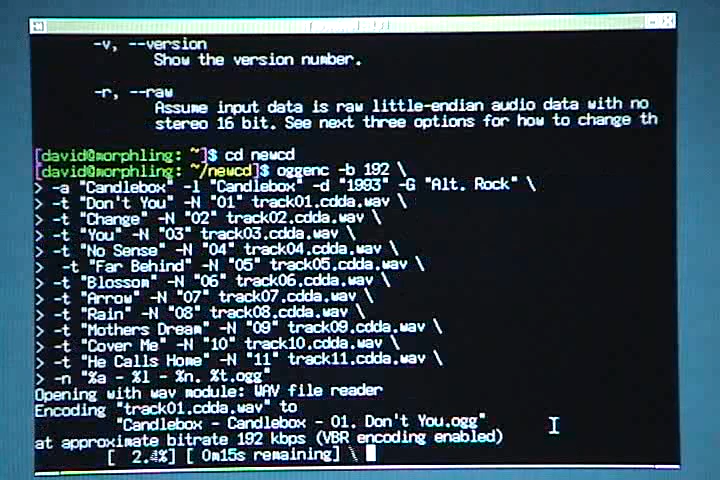 -v, --version
Show the version number.
-r, --raw
Assume input data is raw little-endian audio data with no
stereo 16 bit. See next three options for how to change th
[david@morphling: ~]$ cd newcd
[david@morphling: ~/newcd]$ oggenc -b 192 \
> -a "Candlebox" -l "Candlebox" -d "1993" -G "Alt. Rock" \
> -t "Don't You" -N "01" track01.cdda.wav \
> -t "Change" -N "02" track02.cdda.wav \
> -t "You" -N "03" track03.cdda.wav \
> -t "No Sense" -N "04" track04.cdda.wav \
>  -t "Far Behind" -N "05" track05.cdda.wav \
> -t "Blossom" -N "06" track06.cdda.wav \
> -t "Arrow" -N "07" track07.cdda.wav \
> -t "Rain" -N "08" track08.cdda.wav \
> -t "Mothers Dream" -N "09" track09.cdda.wav \
> -t "Cover Me" -N "10" track10.cdda.wav \
> -t "He Calls Home" -N "11" track11.cdda.wav \
> -n "%a - %l - %n. %t.ogg"
Opening with wav module: WAV file reader
Encoding "track01.cdda.wav" to
"Candlebox - Candlebox - 01. Don't You.ogg"
at approximate bitrate 192 kbps (VBR encoding enabled)
[  2.4%] [ 0m15s remaining] \